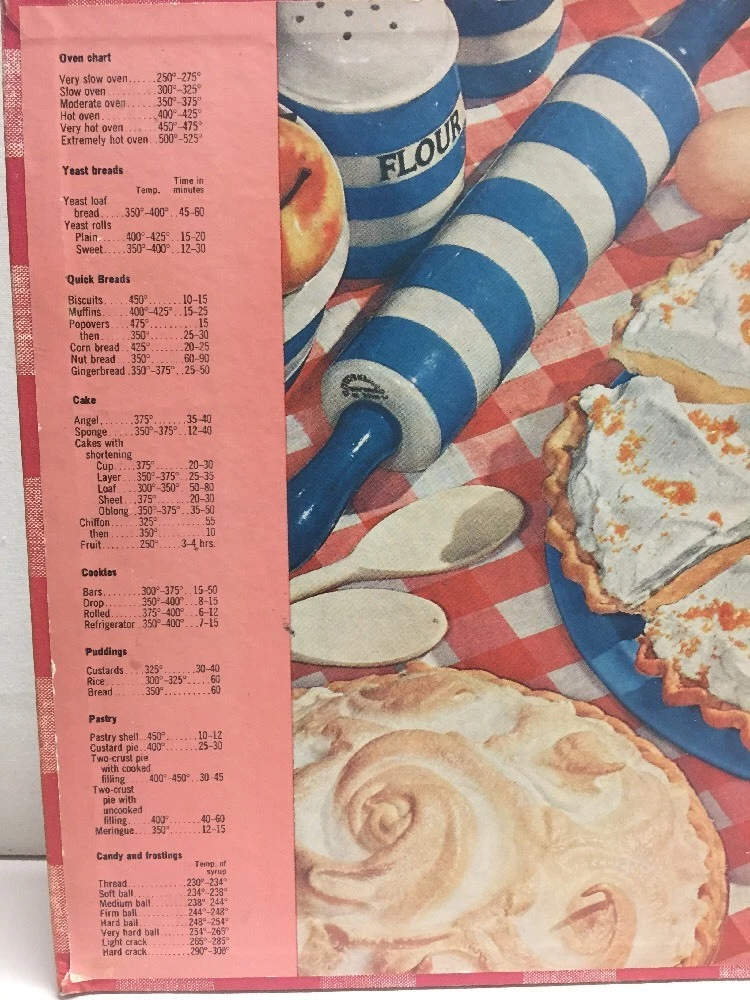 Oven chart
Very slow oven......250°-275°
Slow oven..........300°-325°
Moderate oven.....350°-375°
Hot oven...........400°-425°
Very hot oven .....450°-475°
Extremely hot oven .500°-525°
Yeast breads
Time in
Temp. minutes
Yeast loaf
bread.....350°-400°..45-60
Yeast rolls
Plain....400°-425°..15-20
Sweet...350°-400°..12-30
Quick Breads
Biscuits.....450°........10-15
Muffins....400°-425°..15-25
Popovers....475°...........15
then......350°........25-30
Corn bread ..425°........20-25
Nut bread ...350°........60-90
Gingerbread .350°-375°..25-50
Cake
Angel........375°........35-40
Sponge.....350°-375°..12-40
Cakes with
shortening
Cup....375°........20-30
Layer ..350°-375°..25-35
Loaf ...300°-350°..50-80
Sheet ..375°........20-30
Oblong .350°-375°..35-50
Chiffon.....325°...........55
then......350°...........10
Fruit.......250°.....3-4 hrs.
Cookies
Bars.......300°-375°..15-50
Drop.......350°-400°...8-15
Rolled.....375°-400°...6-12
Refrigerator .350°-400°...7-15
Puddings
Custards....325°.......30-40
Rice........300°-325°.....60
Bread.......350°..........60
Pastry
Pastry shell..450°.......10-12
Custard pie..400°.......25-30
Two-crust pie
with cooked
filling.....400°-450°..30-45
Two-crust
pie with
uncooked
filling.....400°.......40-60
Meringue....350°.......12-15
Candy and frostings
Temp. of
syrup
Thread..............230°-234°
Soft ball............234°-238°
Medium ball.........238°-244°
Firm ball............244°-248°
Hard ball............248°-254°
Very hard ball.......254°-265°
Light crack..........265°-285°
Hard crack..........290°-308°
FLOUR